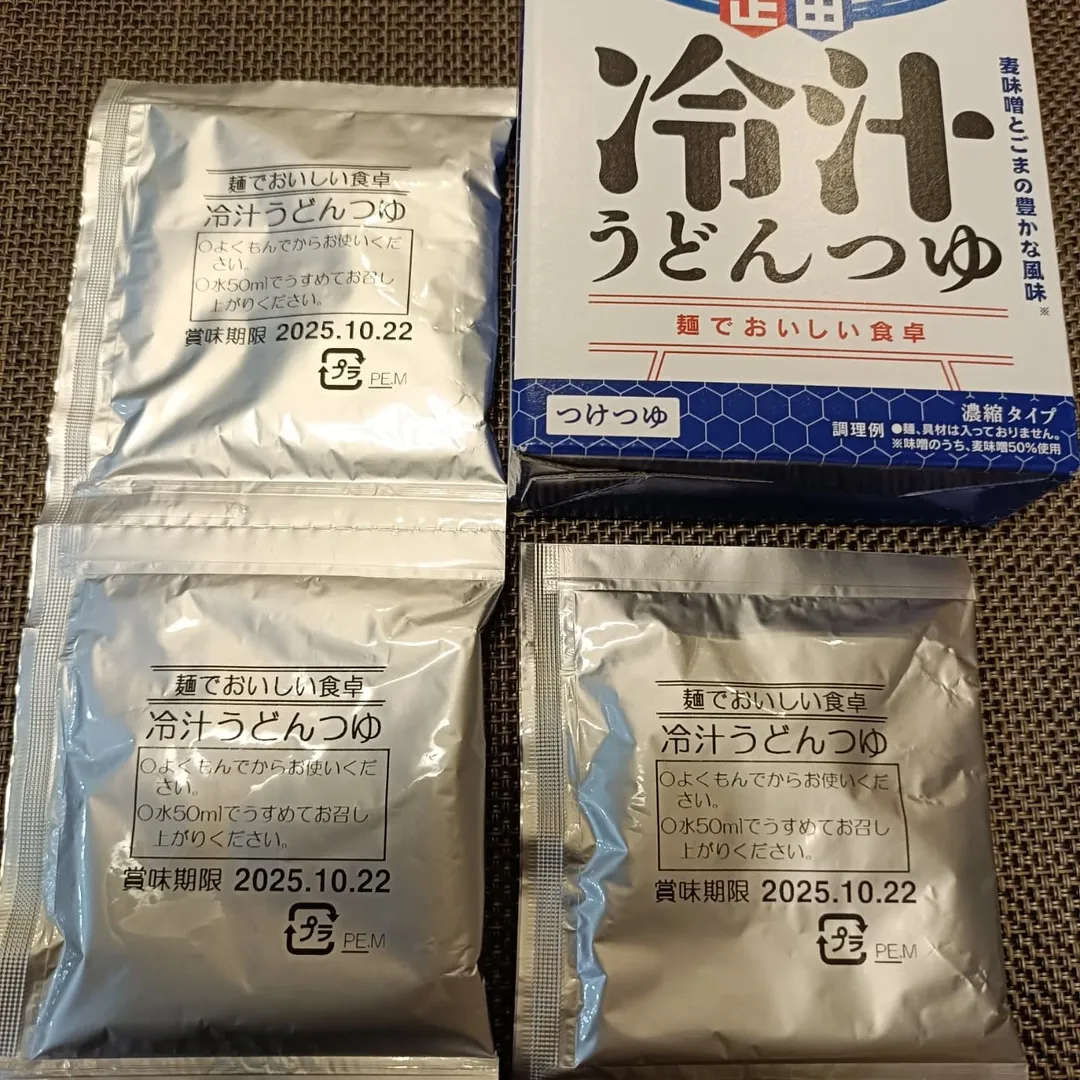 正田
冷汁
うどんつゆ
麺でおいしい食卓
麦味噌とごまの豊かな風味※
つけつゆ
濃縮タイプ
調理例 ●麺、具材は入っておりません。
※味噌のうち、麦味噌50%使用
麺でおいしい食卓
冷汁うどんつゆ
○よくもんでからお使いくだ
さい。
○水50mlでうすめてお召し
上がりください。
賞味期限 2025.10.22
プラ PE.M
麺でおいしい食卓
冷汁うどんつゆ
○よくもんでからお使いくだ
さい。
○水50mlでうすめてお召し
上がりください。
賞味期限 2025.10.22
プラ PE.M
麺でおいしい食卓
冷汁うどんつゆ
○よくもんでからお使いくだ
さい。
○水50mlでうすめてお召し
上がりください。
賞味期限 2025.10.22
プラ PE.M